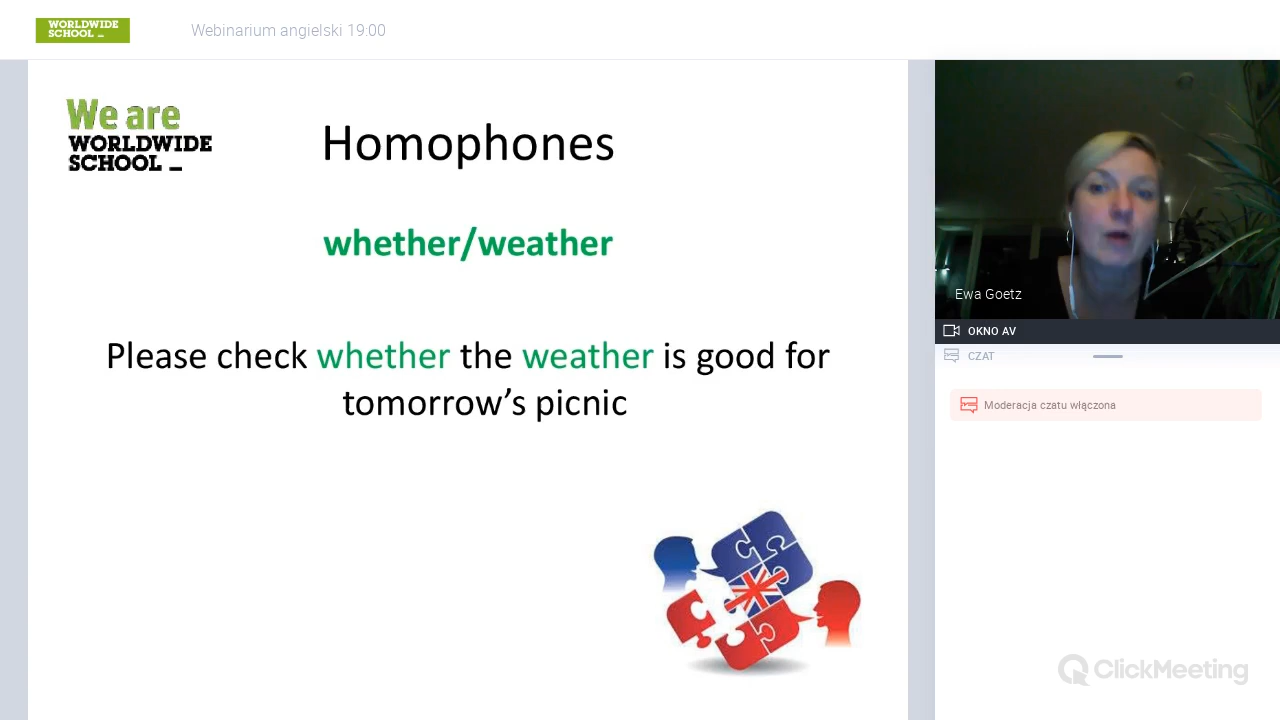 WORLDWIDE
SCHOOL _
Webinarium angielski 19:00
We are
WORLDWIDE
SCHOOL _
Homophones
whether/weather
Please check whether the weather is good for
tomorrow’s picnic
Ewa Goetz
OKNO AV
CZAT
Moderacja czatu włączona
ClickMeeting